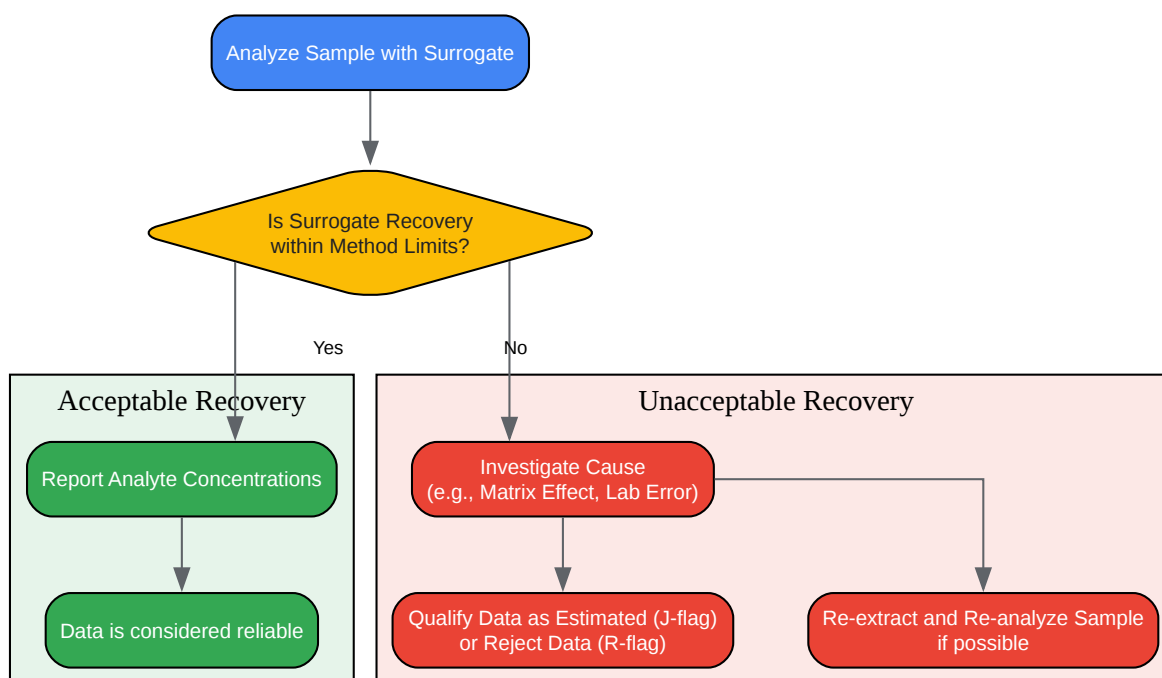 Analyze Sample with Surrogate
Is Surrogate Recovery
within Method Limits?
Yes
No
Acceptable Recovery
Unacceptable Recovery
Report Analyte Concentrations
Investigate Cause
(e.g., Matrix Effect, Lab Error)
Data is considered reliable
Qualify Data as Estimated (J-flag)
or Reject Data (R-flag)
Re-extract and Re-analyze Sample
if possible